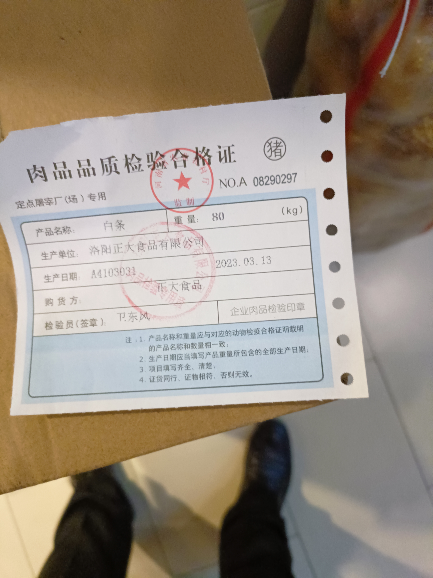 肉品品质检验合格证 猪
定点屠宰厂(场)专用 NO.A 08290297
产品名称: 白条 重量: 80 (kg)
生产单位: 洛阳正大食品有限公司
生产日期: A4103031 2023.03.13
购货方: 正大食品
检验员(签章) 卫东风 企业肉品检验印章
注: 1. 产品名称和重量应与对应的动物检疫合格证明载明
的产品名称和数量相一致;
2. 生产日期应当填写产品重量所包含的全部生产日期;
3. 项目填写齐全、清楚;
4. 证货同行、证物相符、否则无效。
监制